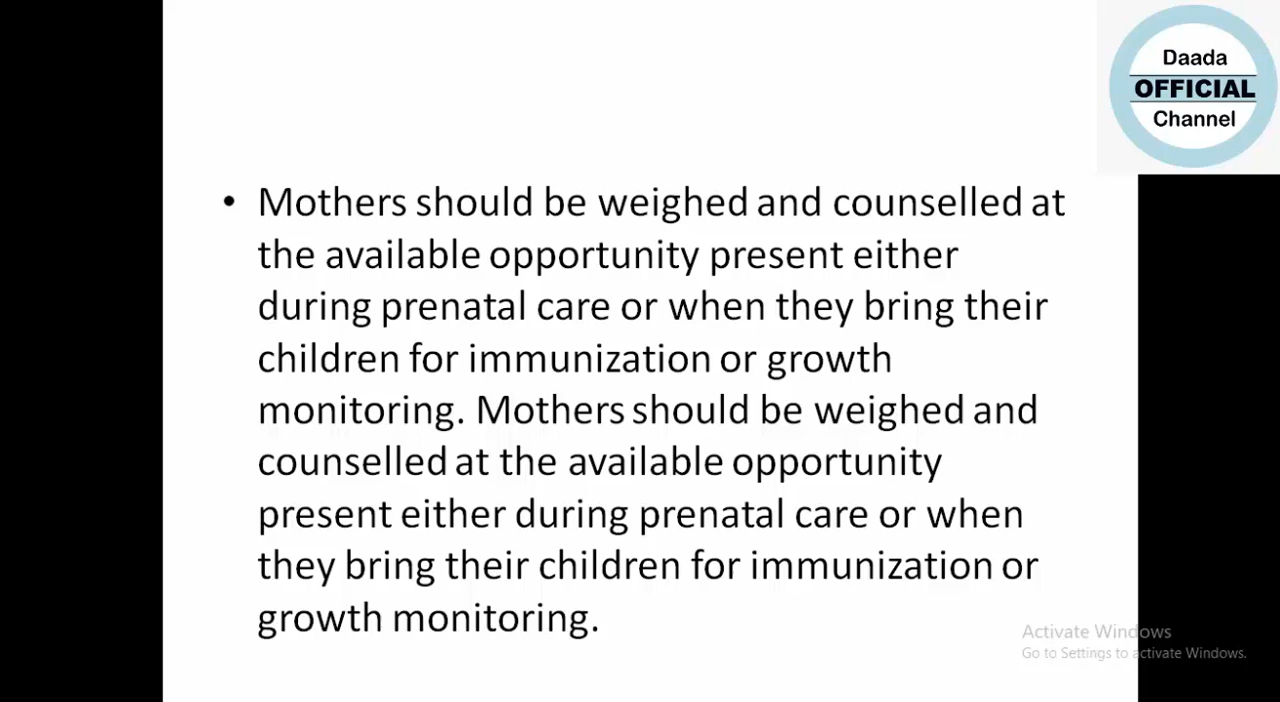 Daada
OFFICIAL
Channel
• Mothers should be weighed and counselled at
the available opportunity present either
during prenatal care or when they bring their
children for immunization or growth
monitoring. Mothers should be weighed and
counselled at the available opportunity
present either during prenatal care or when
they bring their children for immunization or
growth monitoring.
Activate Windows
Go to Settings to activate Windows.